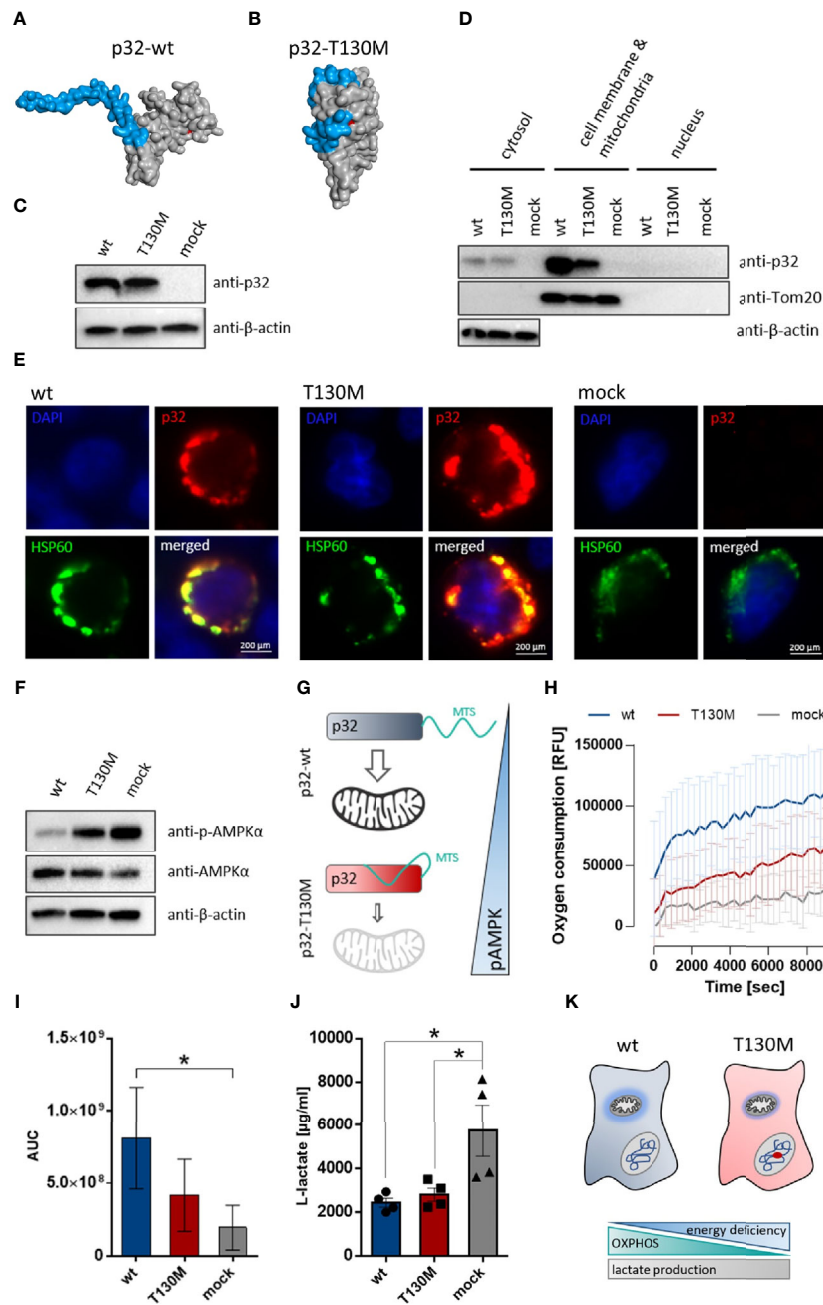 A
p32-wt
B
p32-T130M
C
wt
T130M
mock
anti-p32
anti-β-actin
D
cytosol
cell membrane &
mitochondria
nucleus
wt
T130M
mock
wt
T130M
mock
wt
T130M
mock
anti-p32
anti-Tom20
anti-β-actin
E
wt
DAPI
p32
HSP60
merged
200 µm
T130M
DAPI
p32
HSP60
merged
200 µm
mock
DAPI
p32
HSP60
merged
200 µm
F
wt
T130M
mock
anti-p-AMPKα
anti-AMPKα
anti-β-actin
G
p32-wt
p32
MTS
p32-T130M
p32
MTS
pAMPK
H
wt
T130M
mock
Oxygen consumption [RFU]
150000
100000
50000
0
0
2000
4000
6000
8000
Time [sec]
I
AUC
1.5×10⁹
1.0×10⁹
5.0×10⁸
0
*
wt
T130M
mock
J
L-lactate [µg/ml]
10000
8000
6000
4000
2000
0
*
*
wt
T130M
mock
K
wt
T130M
energy deficiency
OXPHOS
lactate production